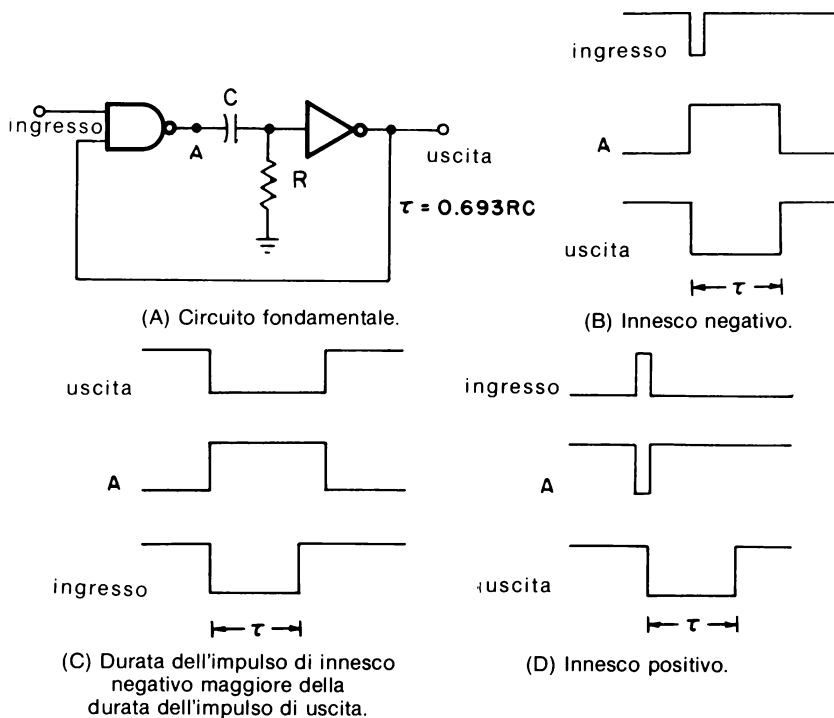 C
ingresso
A
R
uscita
τ = 0.693RC
(A) Circuito fondamentale.
ingresso
A
uscita
τ
(B) Innesco negativo.
uscita
A
ingresso
τ
(C) Durata dell'impulso di innesco
negativo maggiore della
durata dell'impulso di uscita.
ingresso
A
uscita
τ
(D) Innesco positivo.